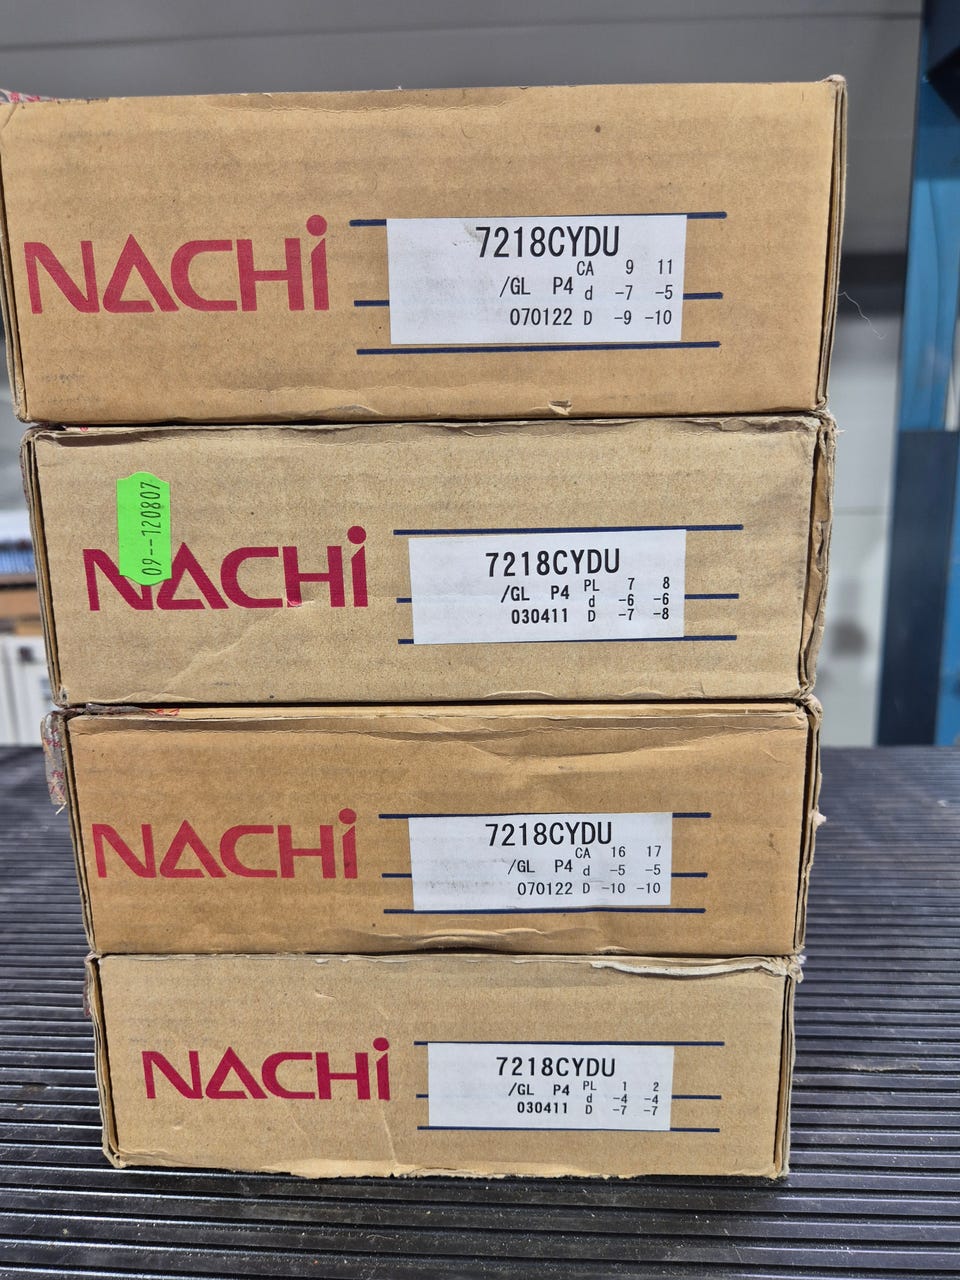 NACHi
7218CYDU
CA 9 11
/GL P4 d -7 -5
070122 D -9 -10
09--120807
NACHi
7218CYDU
PL 7 8
/GL P4 d -6 -6
030411 D -7 -8
NACHi
7218CYDU
CA 16 17
/GL P4 d -5 -5
070122 D -10 -10
NACHi
7218CYDU
/GL P4 PL 1 2
d -4 -4
030411 D -7 -7